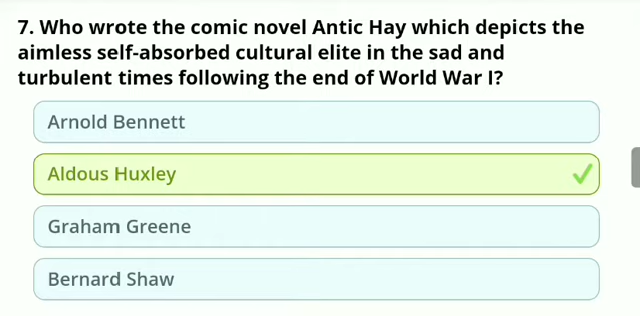 7. Who wrote the comic novel Antic Hay which depicts the
aimless self-absorbed cultural elite in the sad and
turbulent times following the end of World War I?
Arnold Bennett
Aldous Huxley
Graham Greene
Bernard Shaw